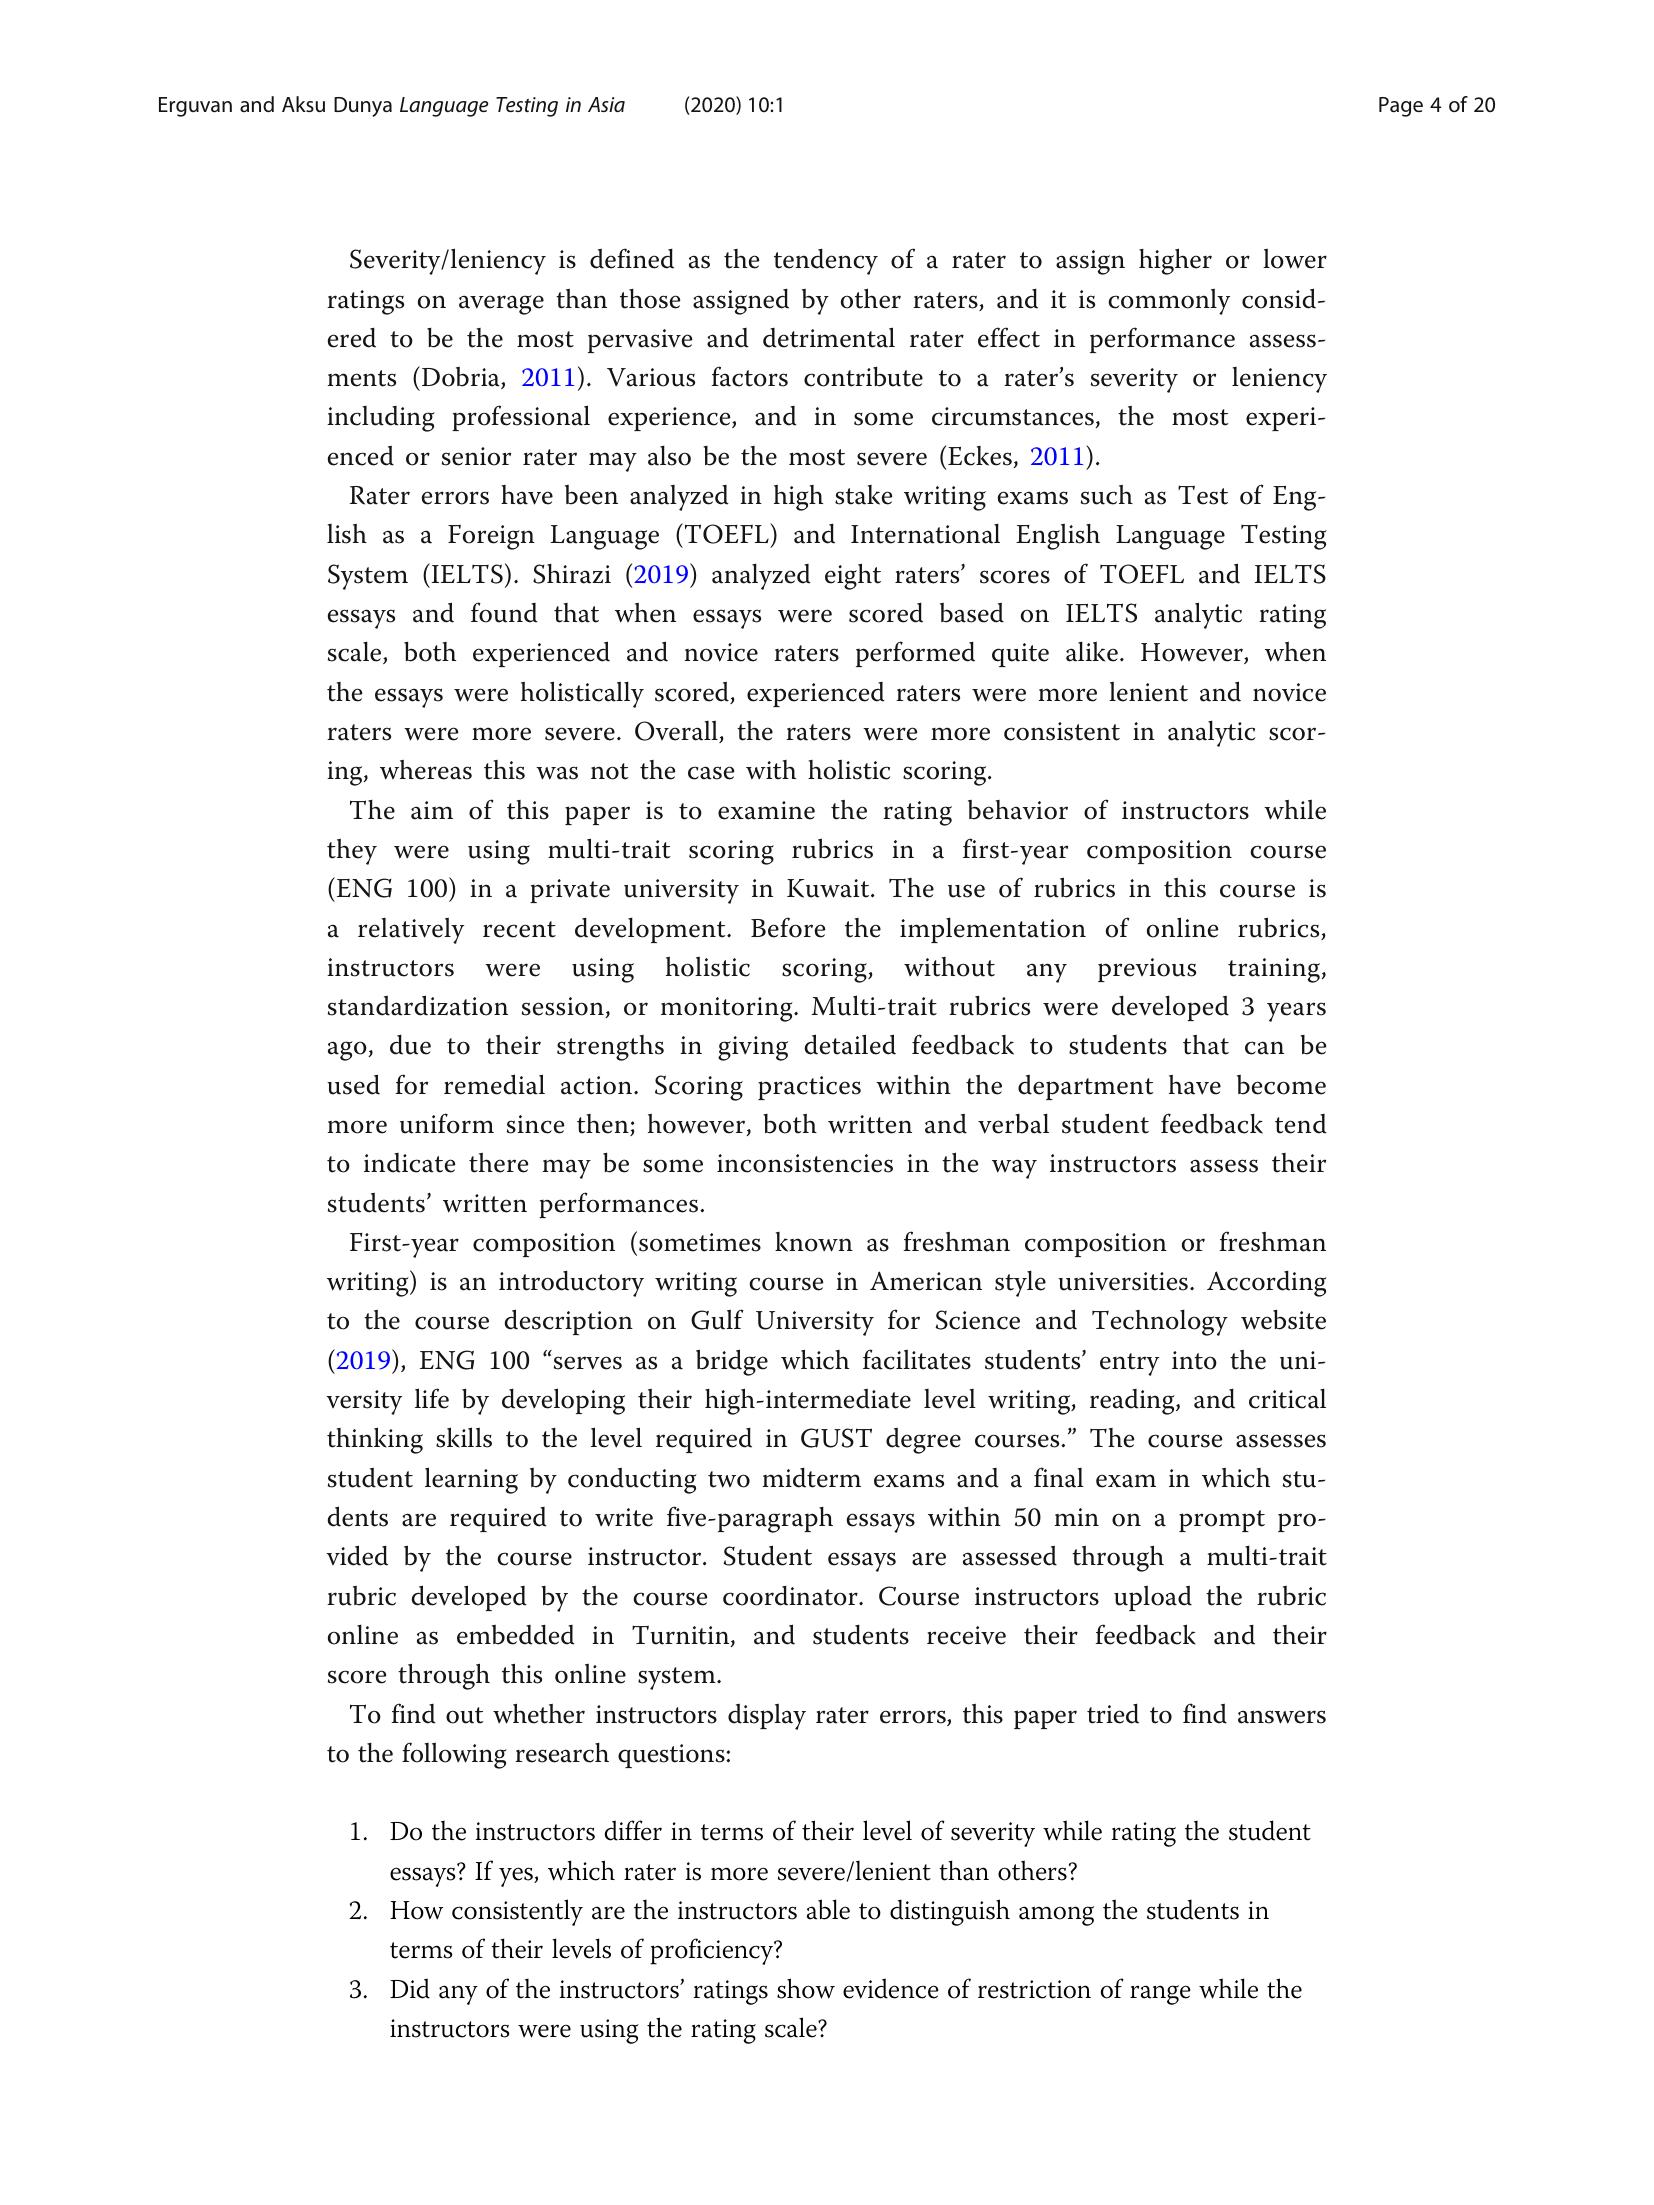 Erguvan and Aksu Dunya Language Testing in Asia (2020) 10:1 Page 4 of 20
Severity/leniency is defined as the tendency of a rater to assign higher or lower
ratings on average than those assigned by other raters, and it is commonly consid-
ered to be the most pervasive and detrimental rater effect in performance assess-
ments (Dobria, 2011). Various factors contribute to a rater’s severity or leniency
including professional experience, and in some circumstances, the most experi-
enced or senior rater may also be the most severe (Eckes, 2011).
Rater errors have been analyzed in high stake writing exams such as Test of Eng-
lish as a Foreign Language (TOEFL) and International English Language Testing
System (IELTS). Shirazi (2019) analyzed eight raters’ scores of TOEFL and IELTS
essays and found that when essays were scored based on IELTS analytic rating
scale, both experienced and novice raters performed quite alike. However, when
the essays were holistically scored, experienced raters were more lenient and novice
raters were more severe. Overall, the raters were more consistent in analytic scor-
ing, whereas this was not the case with holistic scoring.
The aim of this paper is to examine the rating behavior of instructors while
they were using multi-trait scoring rubrics in a first-year composition course
(ENG 100) in a private university in Kuwait. The use of rubrics in this course is
a relatively recent development. Before the implementation of online rubrics,
instructors were using holistic scoring, without any previous training,
standardization session, or monitoring. Multi-trait rubrics were developed 3 years
ago, due to their strengths in giving detailed feedback to students that can be
used for remedial action. Scoring practices within the department have become
more uniform since then; however, both written and verbal student feedback tend
to indicate there may be some inconsistencies in the way instructors assess their
students’ written performances.
First-year composition (sometimes known as freshman composition or freshman
writing) is an introductory writing course in American style universities. According
to the course description on Gulf University for Science and Technology website
(2019), ENG 100 “serves as a bridge which facilitates students’ entry into the uni-
versity life by developing their high-intermediate level writing, reading, and critical
thinking skills to the level required in GUST degree courses.” The course assesses
student learning by conducting two midterm exams and a final exam in which stu-
dents are required to write five-paragraph essays within 50 min on a prompt pro-
vided by the course instructor. Student essays are assessed through a multi-trait
rubric developed by the course coordinator. Course instructors upload the rubric
online as embedded in Turnitin, and students receive their feedback and their
score through this online system.
To find out whether instructors display rater errors, this paper tried to find answers
to the following research questions:
1. Do the instructors differ in terms of their level of severity while rating the student
essays? If yes, which rater is more severe/lenient than others?
2. How consistently are the instructors able to distinguish among the students in
terms of their levels of proficiency?
3. Did any of the instructors’ ratings show evidence of restriction of range while the
instructors were using the rating scale?